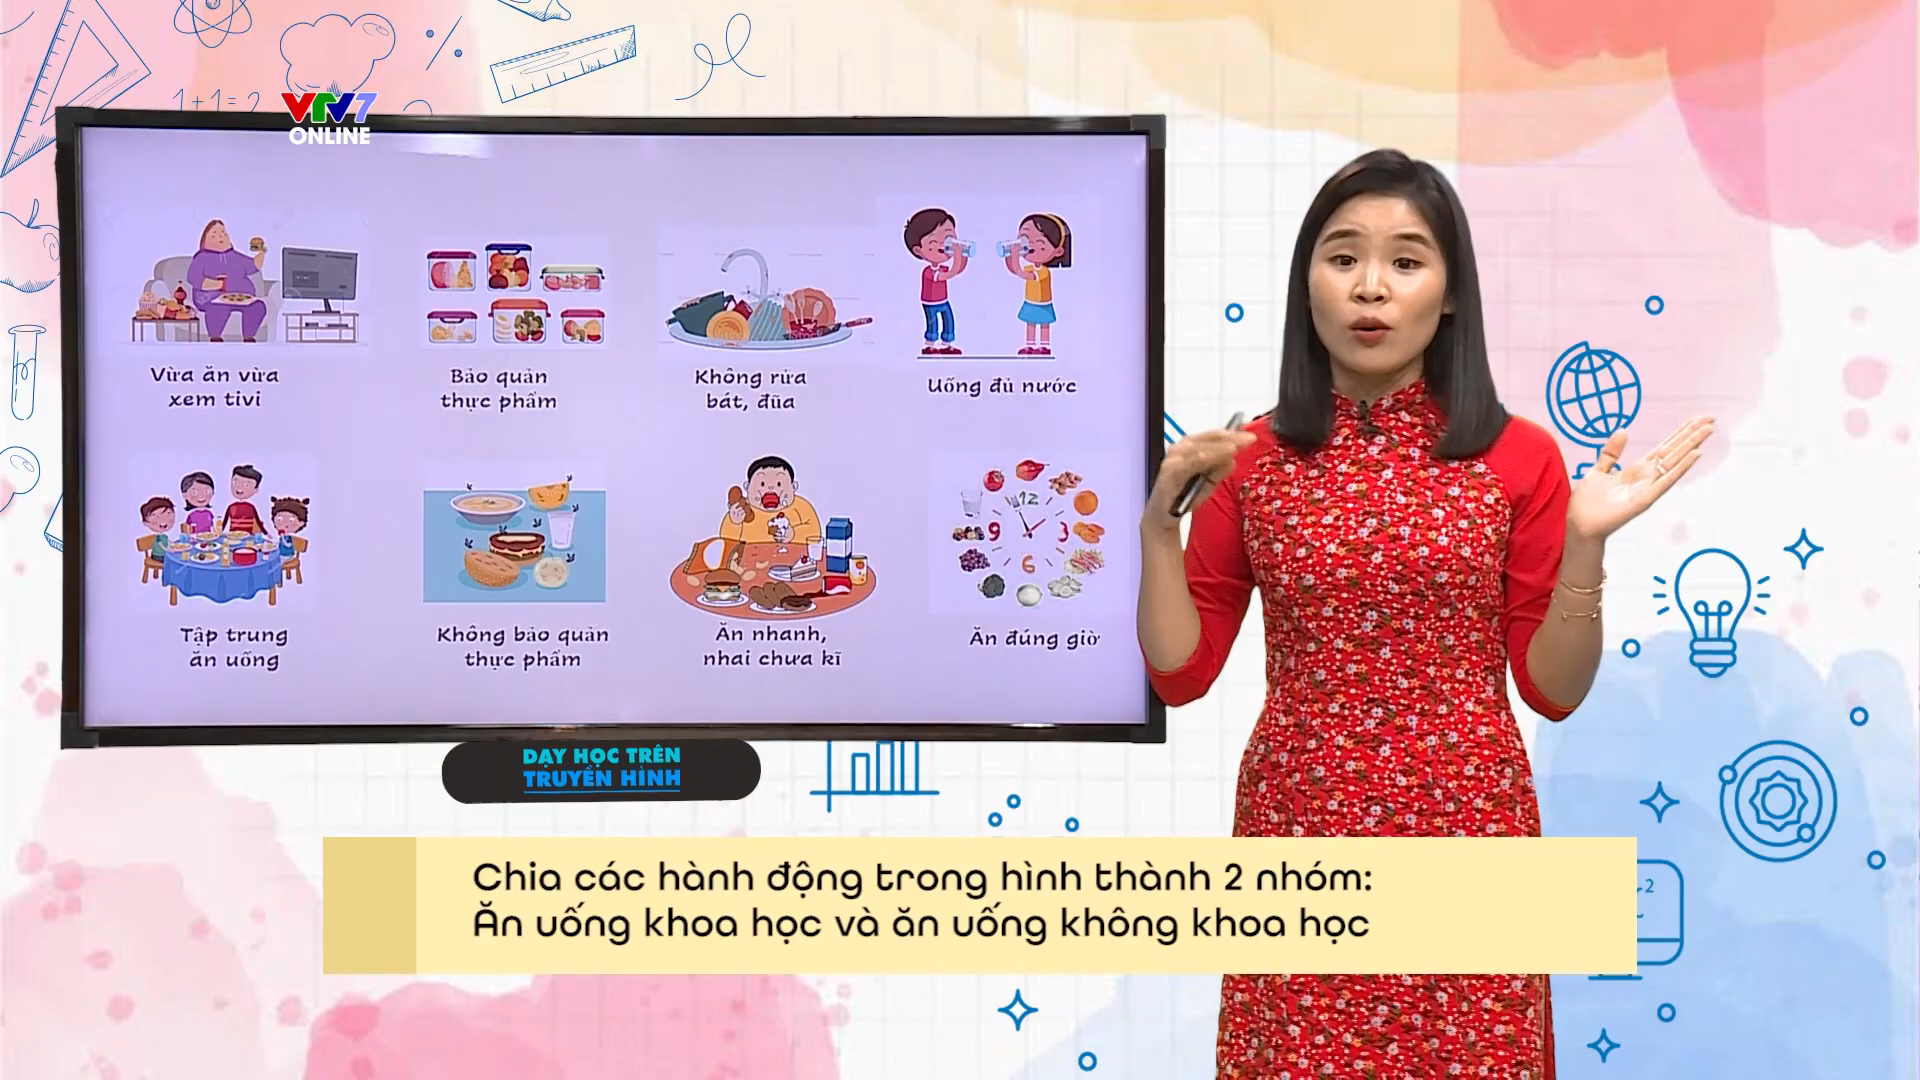 1+1=2
VTV7
ONLINE
Vừa ăn vừa
xem tivi
Bảo quản
thực phẩm
Không rửa
bát, đũa
Uống đủ nước
12
3
6
9
Tập trung
ăn uống
Không bảo quản
thực phẩm
Ăn nhanh,
nhai chưa kĩ
Ăn đúng giờ
DẠY HỌC TRÊN
TRUYỀN HÌNH
Chia các hành động trong hình thành 2 nhóm:
Ăn uống khoa học và ăn uống không khoa học
2